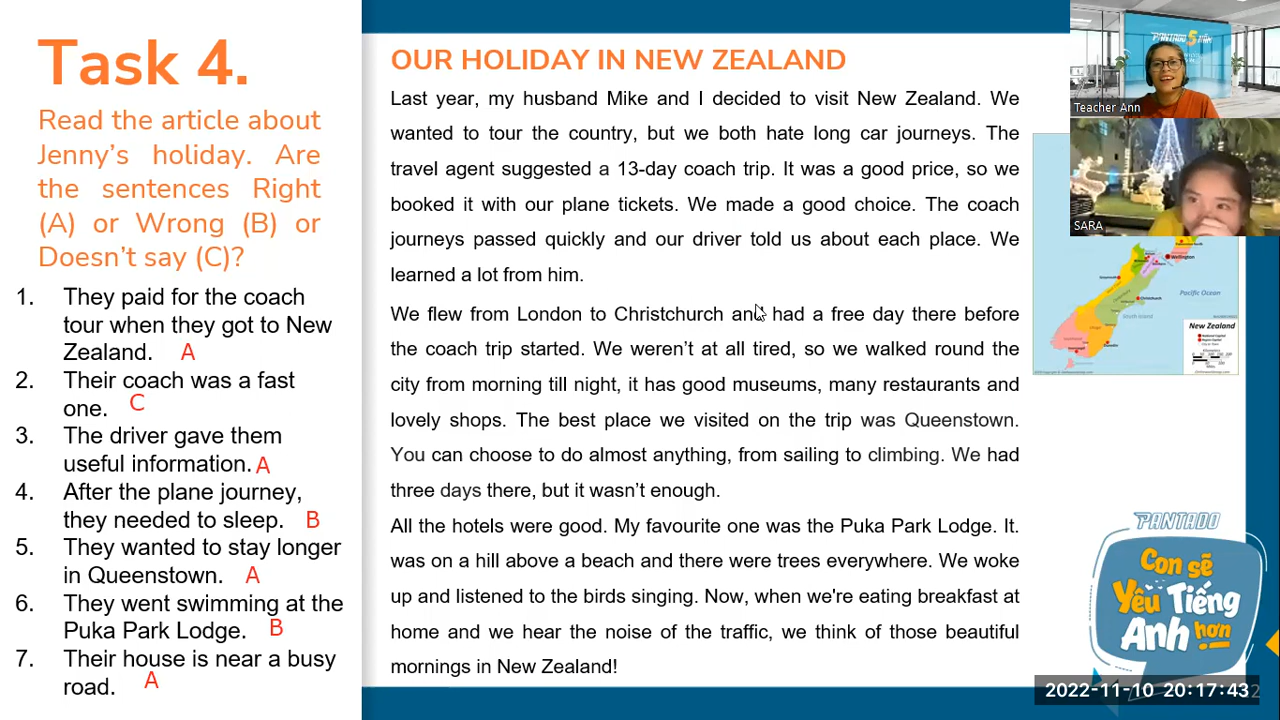 Task 4.
Read the article about
Jenny's holiday. Are
the sentences Right
(A) or Wrong (B) or
Doesn't say (C)?
1. They paid for the coach
tour when they got to New
Zealand. A
2. Their coach was a fast
one. C
3. The driver gave them
useful information. A
4. After the plane journey,
they needed to sleep. B
5. They wanted to stay longer
in Queenstown. A
6. They went swimming at the
Puka Park Lodge. B
7. Their house is near a busy
road. A
OUR HOLIDAY IN NEW ZEALAND
Last year, my husband Mike and I decided to visit New Zealand. We
wanted to tour the country, but we both hate long car journeys. The
travel agent suggested a 13-day coach trip. It was a good price, so we
booked it with our plane tickets. We made a good choice. The coach
journeys passed quickly and our driver told us about each place. We
learned a lot from him.
We flew from London to Christchurch and had a free day there before
the coach trip started. We weren't at all tired, so we walked round the
city from morning till night, it has good museums, many restaurants and
lovely shops. The best place we visited on the trip was Queenstown.
You can choose to do almost anything, from sailing to climbing. We had
three days there, but it wasn't enough.
All the hotels were good. My favourite one was the Puka Park Lodge. It.
was on a hill above a beach and there were trees everywhere. We woke
up and listened to the birds singing. Now, when we're eating breakfast at
home and we hear the noise of the traffic, we think of those beautiful
mornings in New Zealand!
PANTADO 5
Teacher Ann
SARA
Wellington
Christchurch
Pacific Ocean
New Zealand
PANTADO
Con sẽ
Yêu Tiếng
Anh hơn
2022-11-10 20:17:43